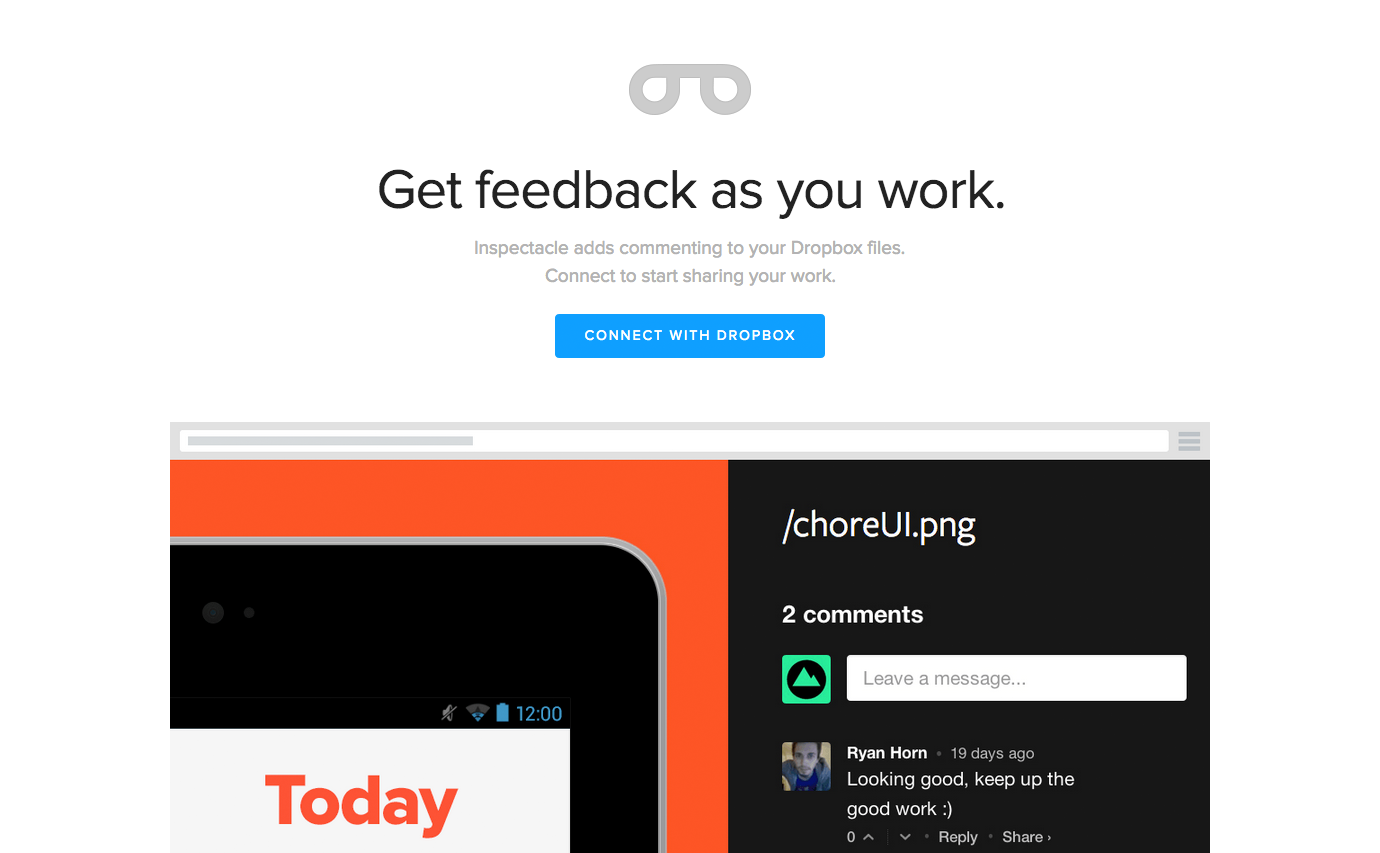 Get feedback as you work.
Inspectacle adds commenting to your Dropbox files.
Connect to start sharing your work.
CONNECT WITH DROPBOX
12:00
Today
/choreUI.png
2 comments
Leave a message...
Ryan Horn • 19 days ago
Looking good, keep up the
good work :)
0 • Reply • Share ›